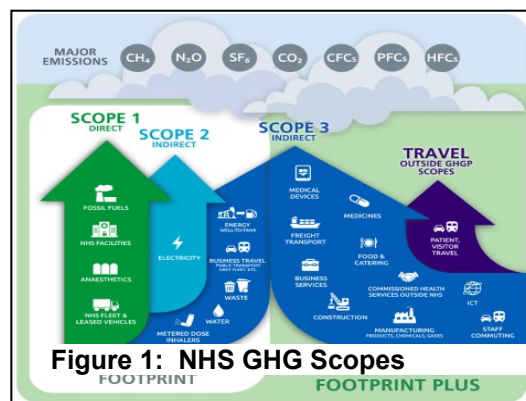 MAJOR
EMISSIONS
CH₄
N₂O
SF₆
CO₂
CFCs
PFCs
HFCs
SCOPE 1
DIRECT
SCOPE 2
INDIRECT
SCOPE 3
INDIRECT
TRAVEL
OUTSIDE GHGP
SCOPES
FOSSIL FUELS
NHS FACILITIES
ANAESTHETICS
NHS FLEET &
LEASED VEHICLES
ELECTRICITY
ENERGY
WELL-TO-TANK
BUSINESS TRAVEL
PUBLIC TRANSPORT,
GREY FLEET, ETC.
WASTE
WATER
METERED DOSE
INHALERS
MEDICAL
DEVICES
MEDICINES
FREIGHT
TRANSPORT
FOOD &
CATERING
BUSINESS
SERVICES
COMMISSIONED HEALTH
SERVICES OUTSIDE NHS
CONSTRUCTION
MANUFACTURING
PRODUCTS, CHEMICALS, GASES
ICT
STAFF
COMMUTING
PATIENT,
VISITOR
TRAVEL
Figure 1: NHS GHG Scopes
FOOTPRINT
FOOTPRINT PLUS